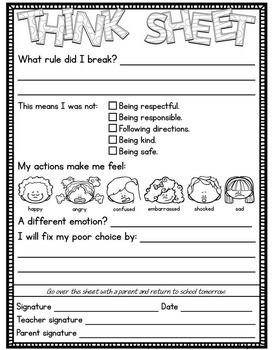 THINK SHEET
What rule did I break?
This means I was not:
Being respectful.
Being responsible.
Following directions.
Being kind.
Being safe.
My actions make me feel:
happy angry confused embarrassed shocked sad
A different emotion?
I will fix my poor choice by:
Go over this sheet with a parent and return to school tomorrow.
Signature Date
Teacher signature
Parent signature